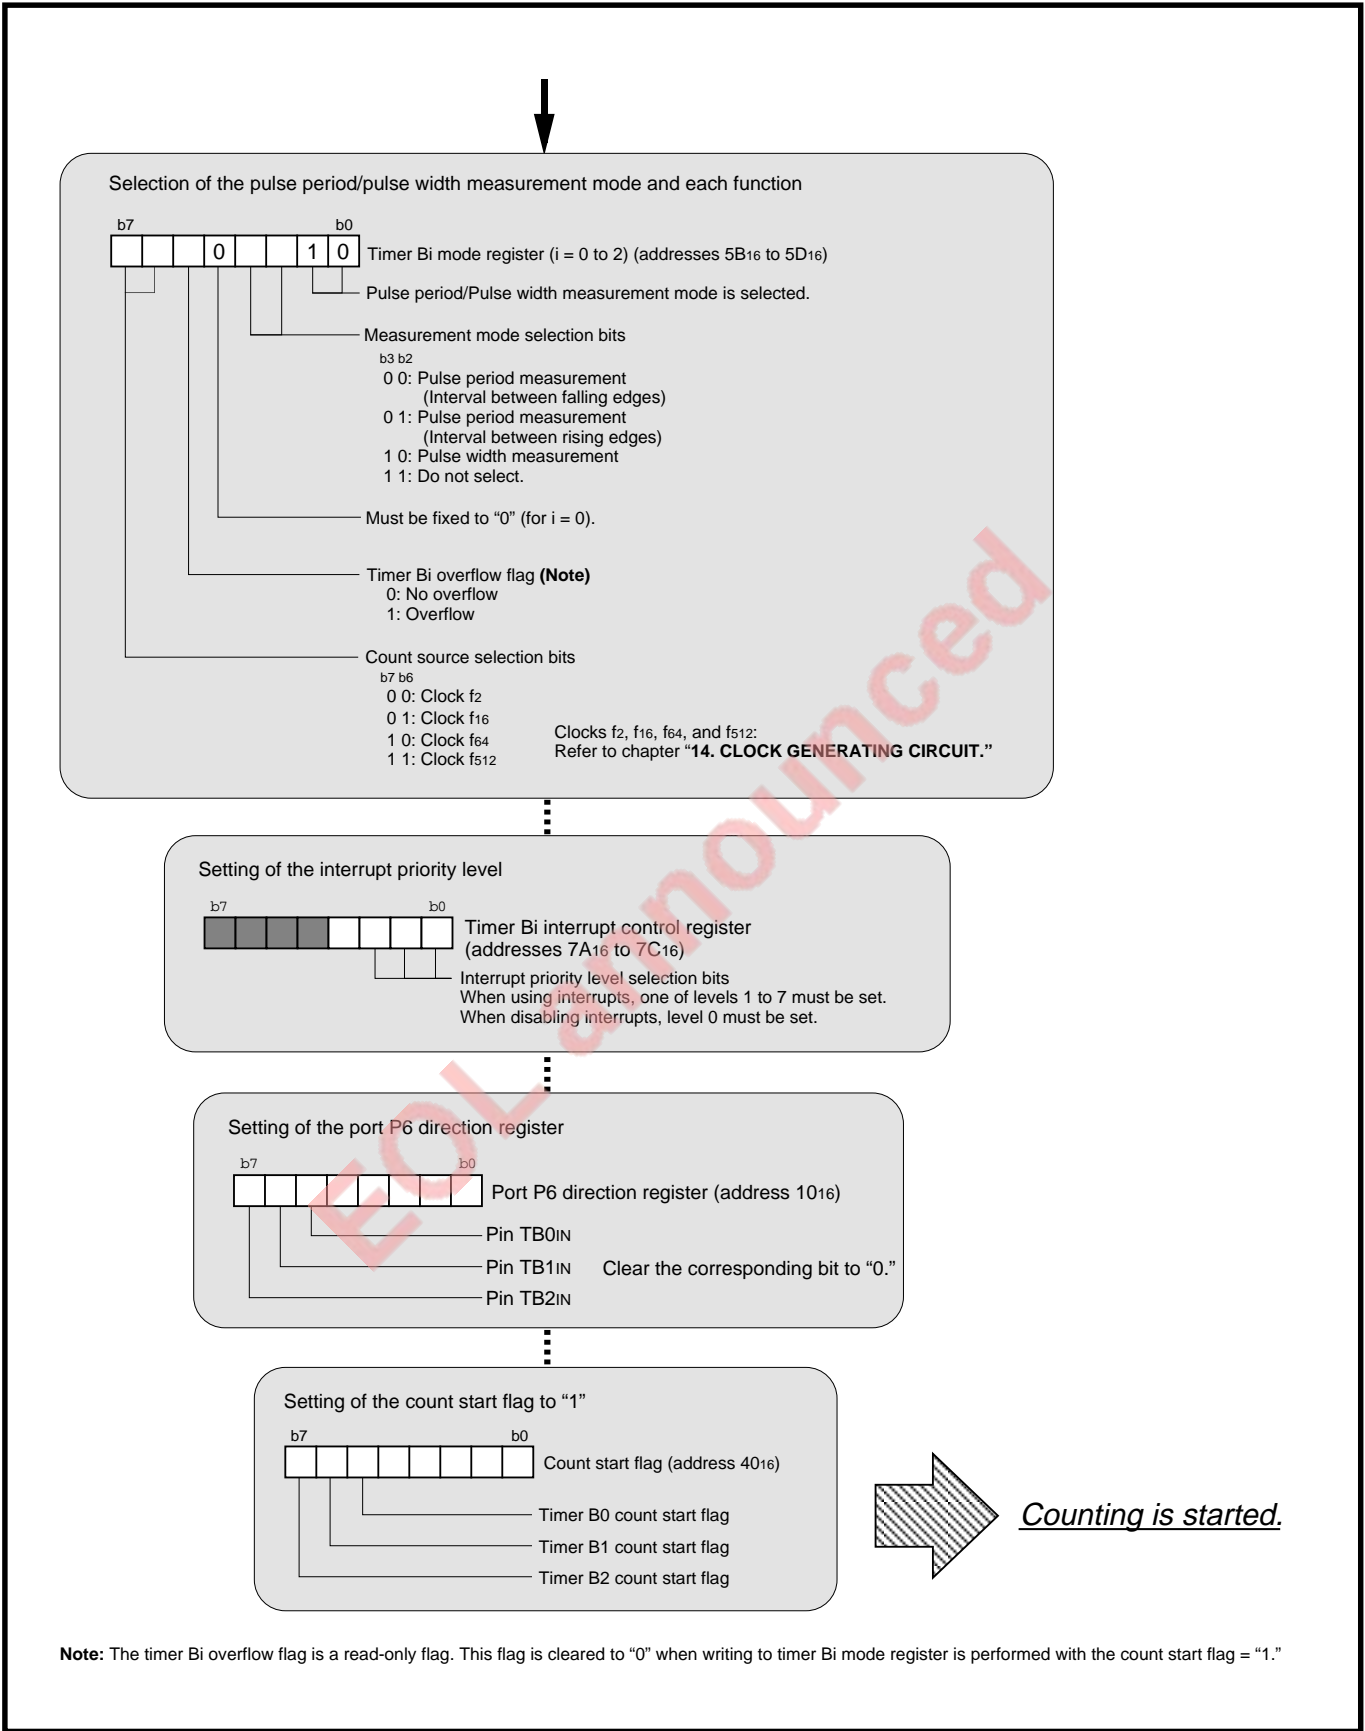 Selection of the pulse period/pulse width measurement mode and each function
b7 b0
0 1 0 Timer Bi mode register (i = 0 to 2) (addresses 5B16 to 5D16)
Pulse period/Pulse width measurement mode is selected.
Measurement mode selection bits
b3 b2
0 0: Pulse period measurement
(Interval between falling edges)
0 1: Pulse period measurement
(Interval between rising edges)
1 0: Pulse width measurement
1 1: Do not select.
Must be fixed to “0” (for i = 0).
Timer Bi overflow flag (Note)
0: No overflow
1: Overflow
Count source selection bits
b7 b6
0 0: Clock f2
0 1: Clock f16
1 0: Clock f64
1 1: Clock f512
Clocks f2, f16, f64, and f512:
Refer to chapter “14. CLOCK GENERATING CIRCUIT.”
Setting of the interrupt priority level
b7 b0
Timer Bi interrupt control register
(addresses 7A16 to 7C16)
Interrupt priority level selection bits
When using interrupts, one of levels 1 to 7 must be set.
When disabling interrupts, level 0 must be set.
Setting of the port P6 direction register
b7 b0
Port P6 direction register (address 1016)
Pin TB0IN
Pin TB1IN Clear the corresponding bit to “0.”
Pin TB2IN
Setting of the count start flag to “1”
b7 b0
Count start flag (address 4016)
Timer B0 count start flag
Timer B1 count start flag
Timer B2 count start flag
Counting is started.
Note: The timer Bi overflow flag is a read-only flag. This flag is cleared to “0” when writing to timer Bi mode register is performed with the count start flag = “1.”
EOL announced